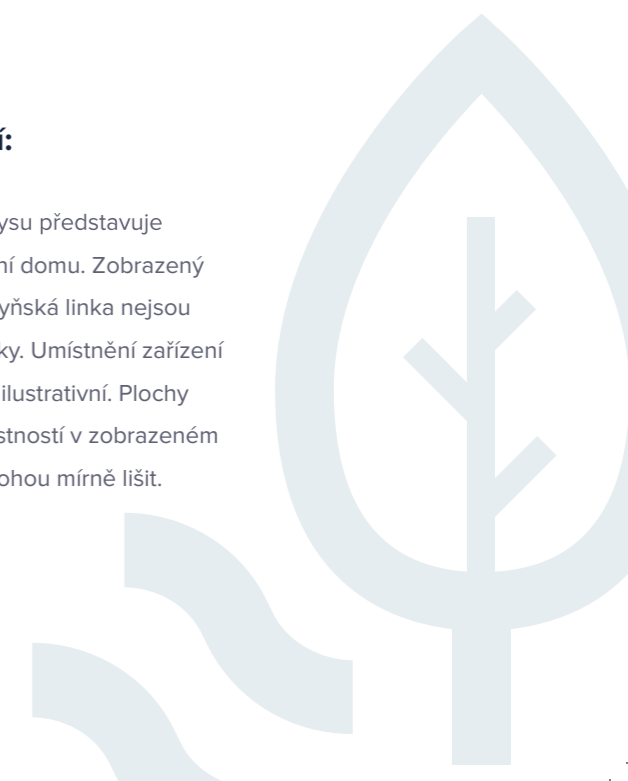 í:
ysu představuje
ní domu. Zobrazený
yňská linka nejsou
ky. Umístnění zařízení
ilustrativní. Plochy
stností v zobrazeném
ohou mírně lišit.